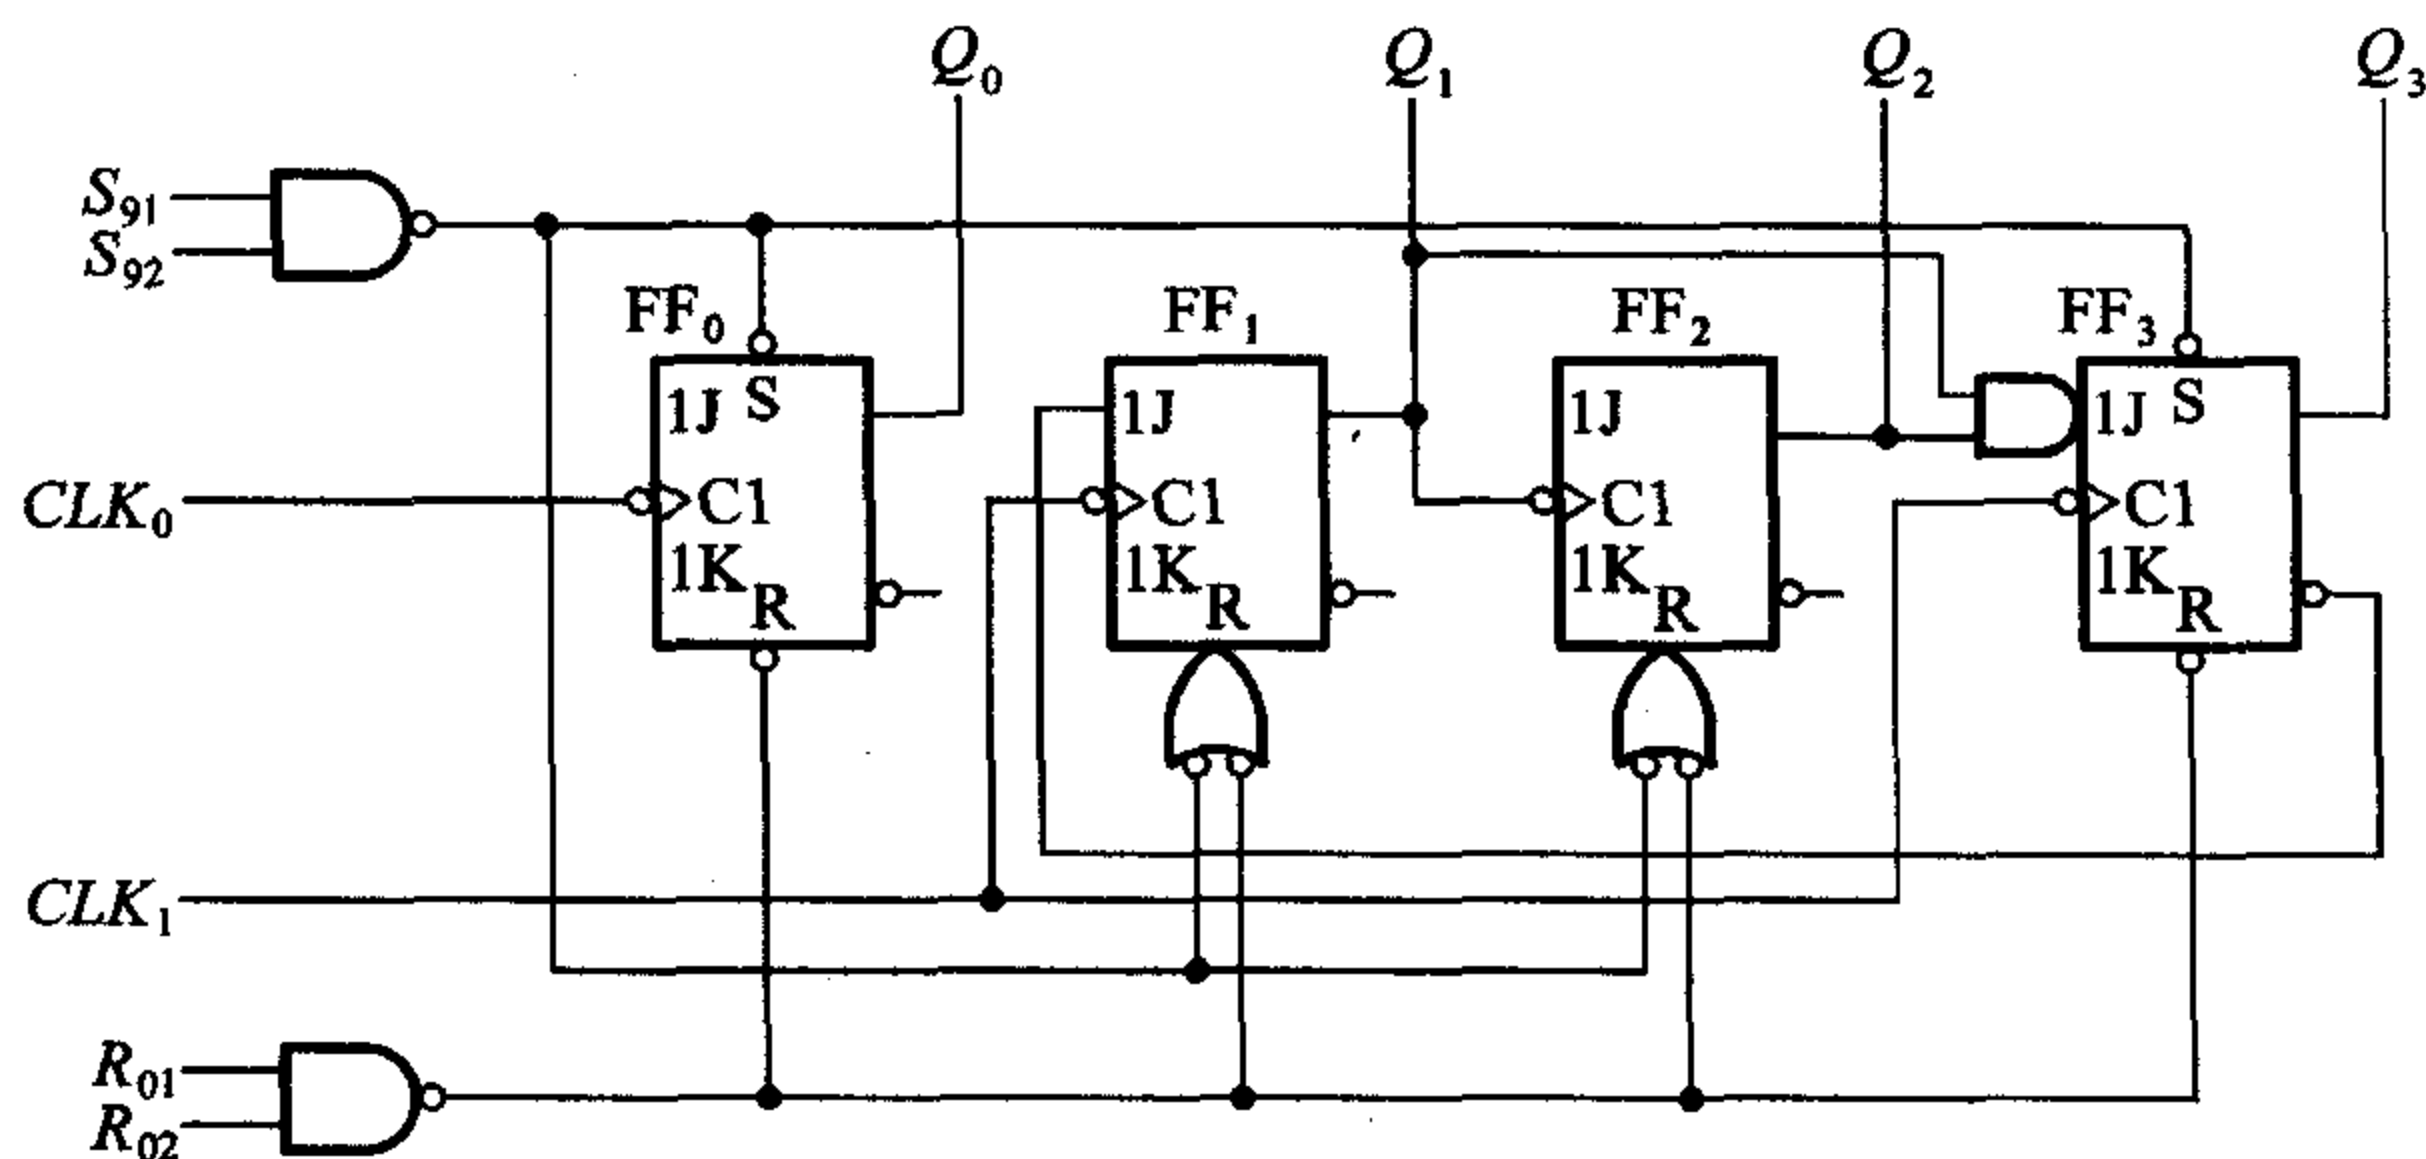 Q₀ Q₁ Q₂ Q₃
S₉₁
S₉₂
FF₀ FF₁ FF₂ FF₃
1J S 1J 1J 1J S
CLK₀ C1 C1 C1 C1
1K R 1K R 1K R 1K R
CLK₁
R₀₁
R₀₂